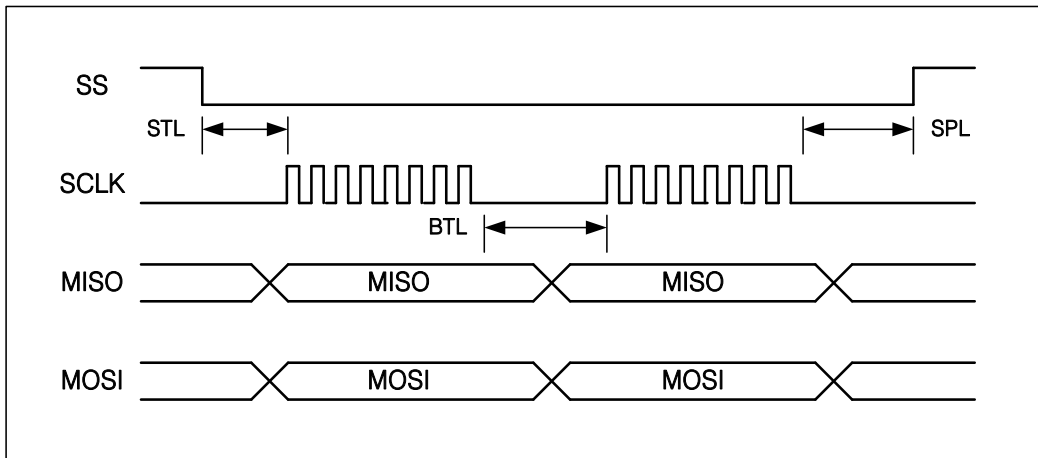 SS
STL
SPL
SCLK
BTL
MISO MISO MISO
MOSI MOSI MOSI